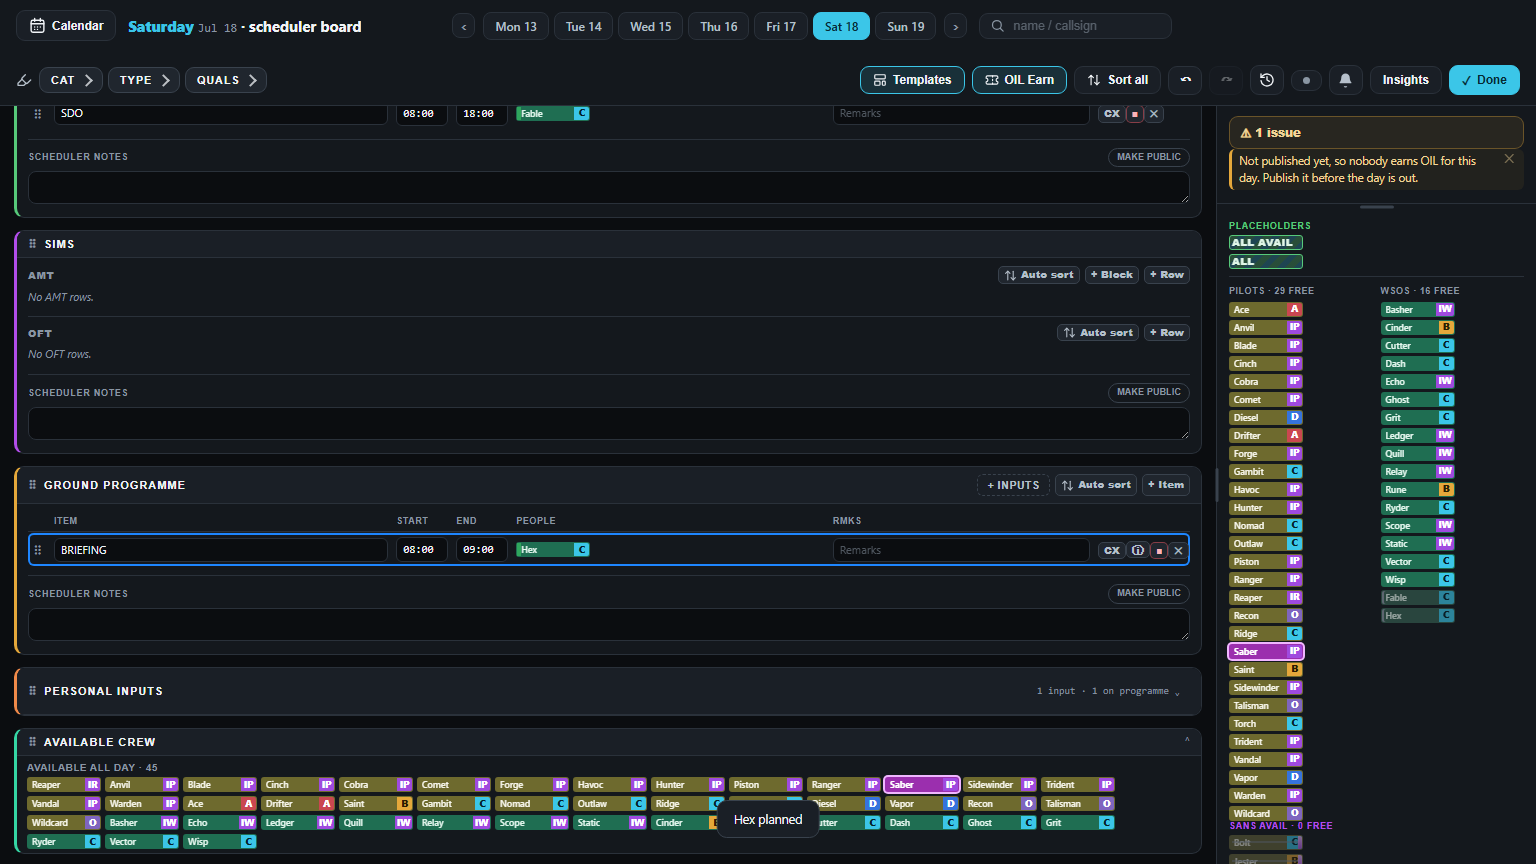 Calendar
Saturday Jul 18 · scheduler board
‹ Mon 13 Tue 14 Wed 15 Thu 16 Fri 17 Sat 18 Sun 19 ›
name / callsign
CAT TYPE QUALS
Templates OIL Earn Sort all Insights ✓ Done
SDO 08:00 18:00 Fable C Remarks CX
SCHEDULER NOTES MAKE PUBLIC
SIMS
AMT Auto sort + Block + Row
No AMT rows.
OFT Auto sort + Row
No OFT rows.
SCHEDULER NOTES MAKE PUBLIC
GROUND PROGRAMME + INPUTS Auto sort + Item
ITEM START END PEOPLE RMKS
BRIEFING 08:00 09:00 Hex C Remarks CX
SCHEDULER NOTES MAKE PUBLIC
PERSONAL INPUTS 1 input · 1 on programme
AVAILABLE CREW
AVAILABLE ALL DAY · 45
Reaper IR Anvil IP Blade IP Cinch IP Cobra IP Comet IP Forge IP Havoc IP Hunter IP Piston IP Ranger IP Saber IP Sidewinder IP Trident IP
Vandal IP Warden IP Ace A Drifter A Saint B Gambit C Nomad C Outlaw C Ridge Diesel D Vapor D Recon O Talisman O
Wildcard O Basher IW Echo IW Ledger IW Quill IW Relay IW Scope IW Static IW Cinder Cutter C Dash C Ghost C Grit C
Ryder C Vector C Wisp C
Hex planned
⚠ 1 issue
Not published yet, so nobody earns OIL for this
day. Publish it before the day is out.
PLACEHOLDERS
ALL AVAIL
ALL
PILOTS · 29 FREE WSOS · 16 FREE
Ace A Basher IW
Anvil IP Cinder B
Blade IP Cutter C
Cinch IP Dash C
Cobra IP Echo IW
Comet IP Ghost C
Diesel D Grit C
Drifter A Ledger IW
Forge IP Quill IW
Gambit C Relay IW
Havoc IP Rune B
Hunter IP Ryder C
Nomad C Scope IW
Outlaw C Static IW
Piston IP Vector C
Ranger IP Wisp C
Reaper IR Fable C
Recon O Hex C
Ridge C
Saber IP
Saint B
Sidewinder IP
Talisman O
Torch C
Trident IP
Vandal IP
Vapor D
Warden IP
Wildcard O
SANS AVAIL · 0 FREE
Bolt C